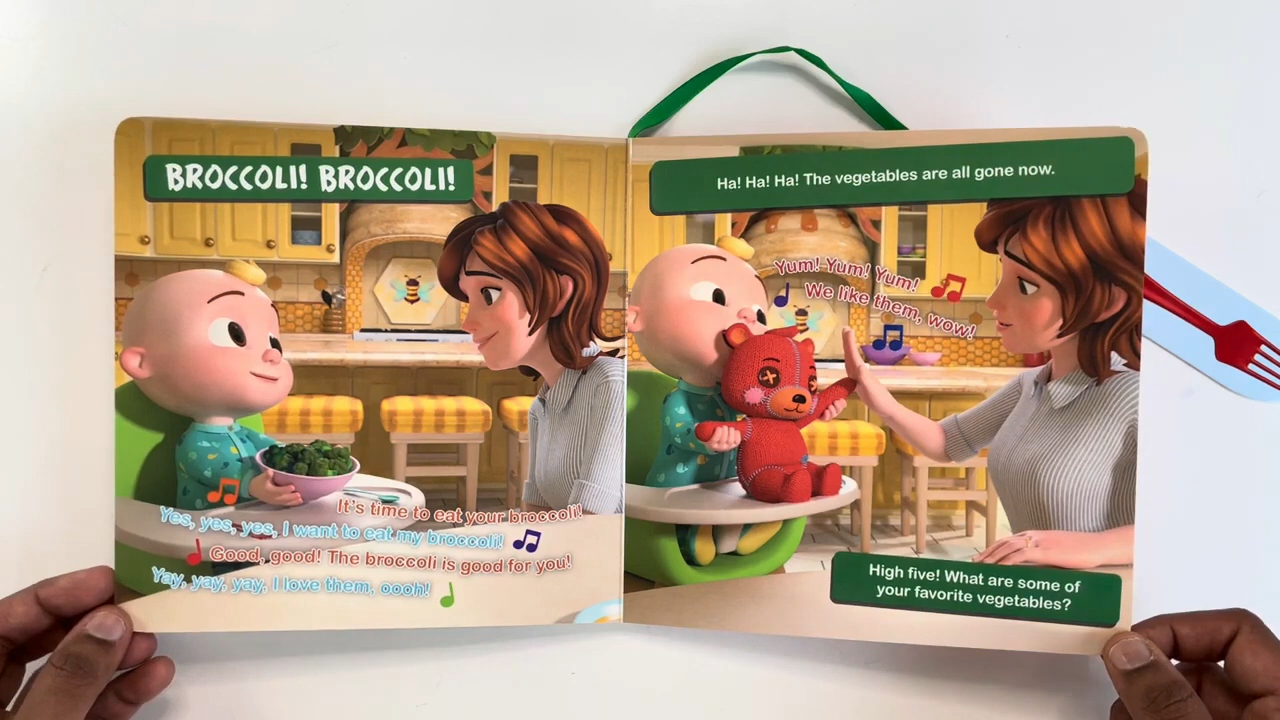 BROCCOLI! BROCCOLI!
It's time to eat your broccoli!
Yes, yes, yes, I want to eat my broccoli!
Good, good! The broccoli is good for you!
Yay, yay, yay, I love them, oooh!
Ha! Ha! Ha! The vegetables are all gone now.
Yum! Yum! Yum!
We like them, wow!
High five! What are some of
your favorite vegetables?